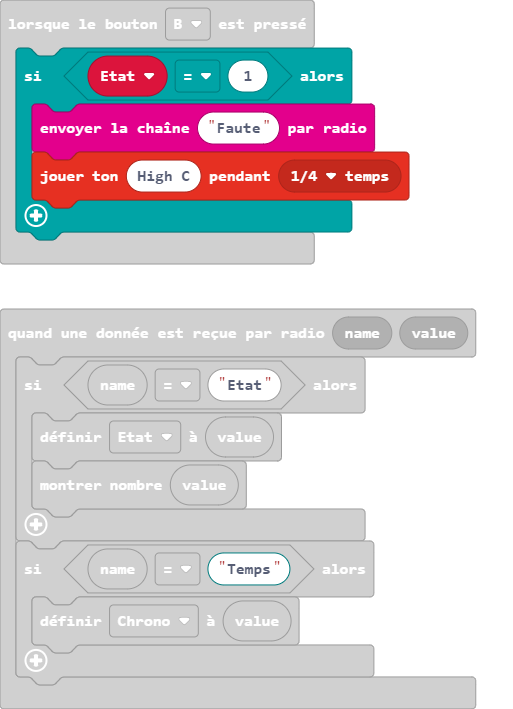 lorsque le bouton B est pressé
si Etat = 1 alors
envoyer la chaîne "Faute" par radio
jouer ton High C pendant 1/4 temps
quand une donnée est reçue par radio name value
si name = "Etat" alors
définir Etat à value
montrer nombre value
si name = "Temps" alors
définir Chrono à value